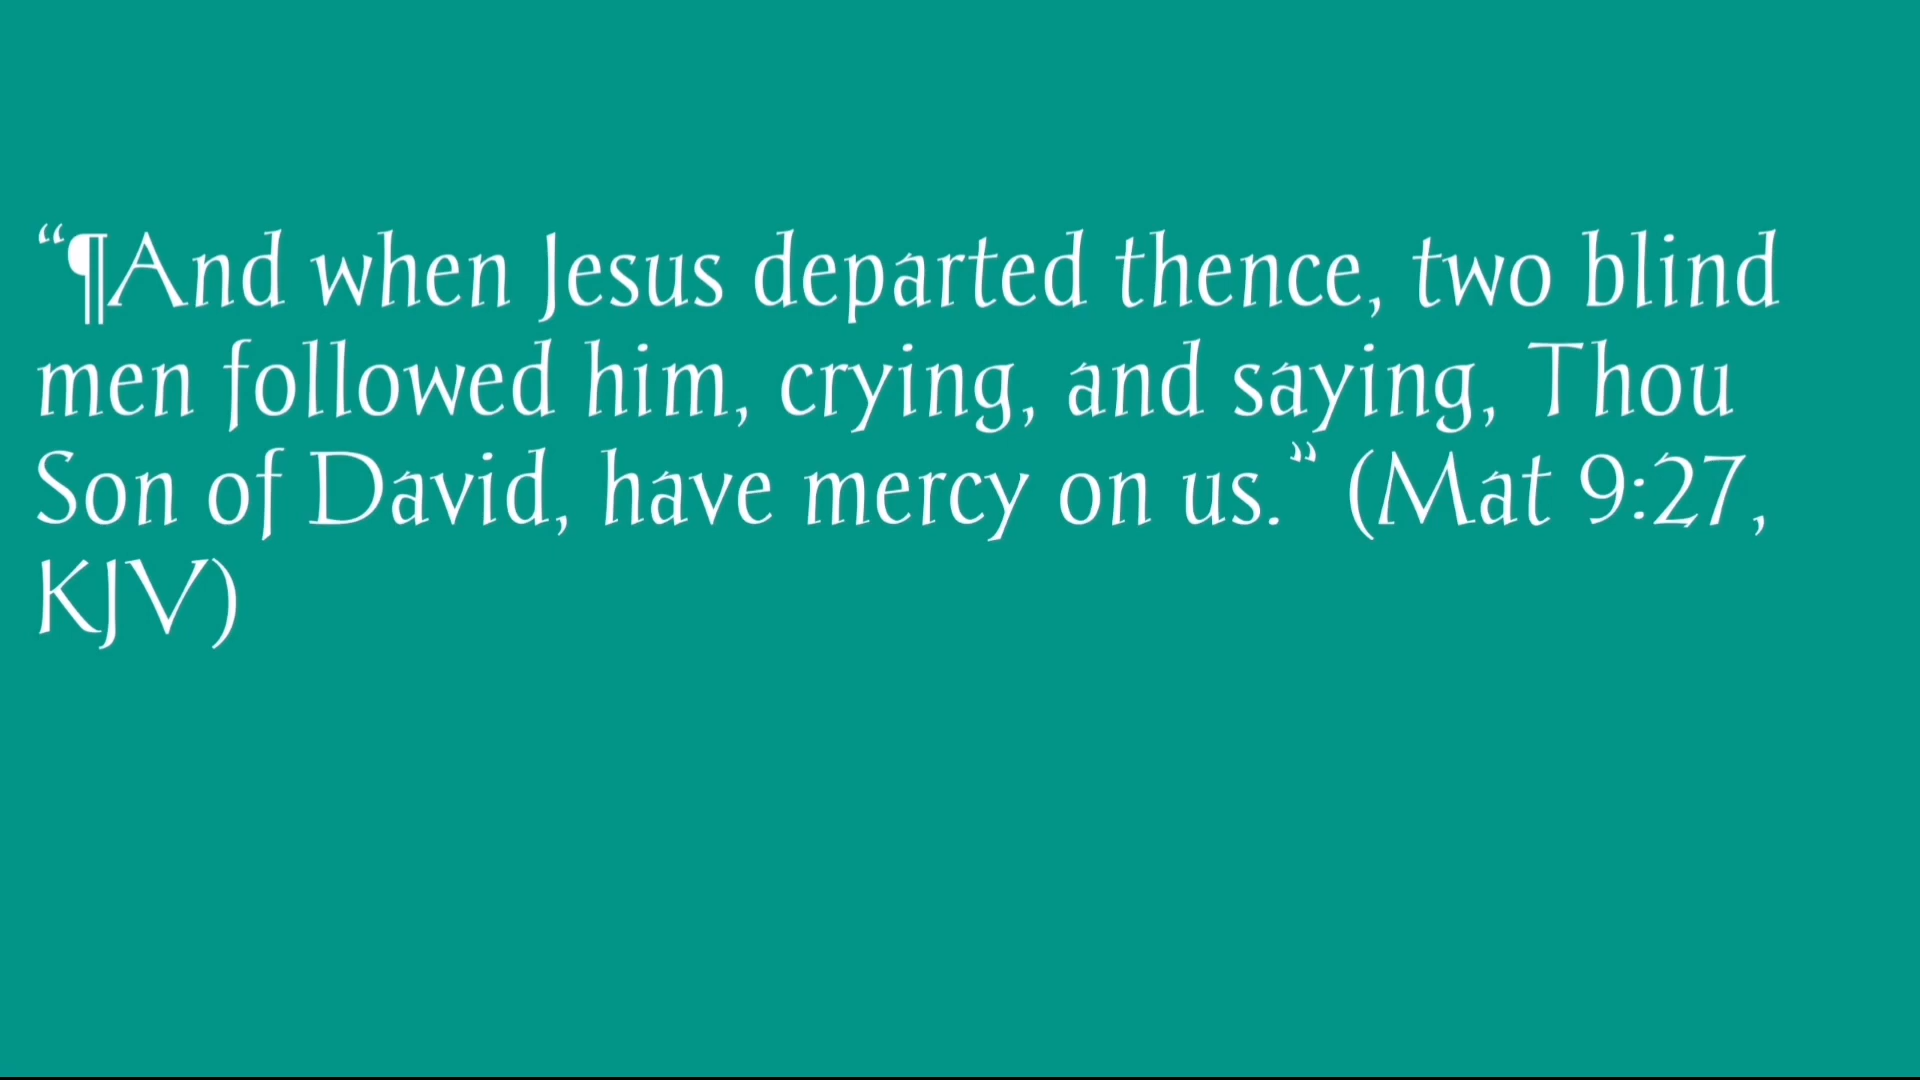 “¶And when Jesus departed thence, two blind
men followed him, crying, and saying, Thou
Son of David, have mercy on us.” (Mat 9:27,
KJV)